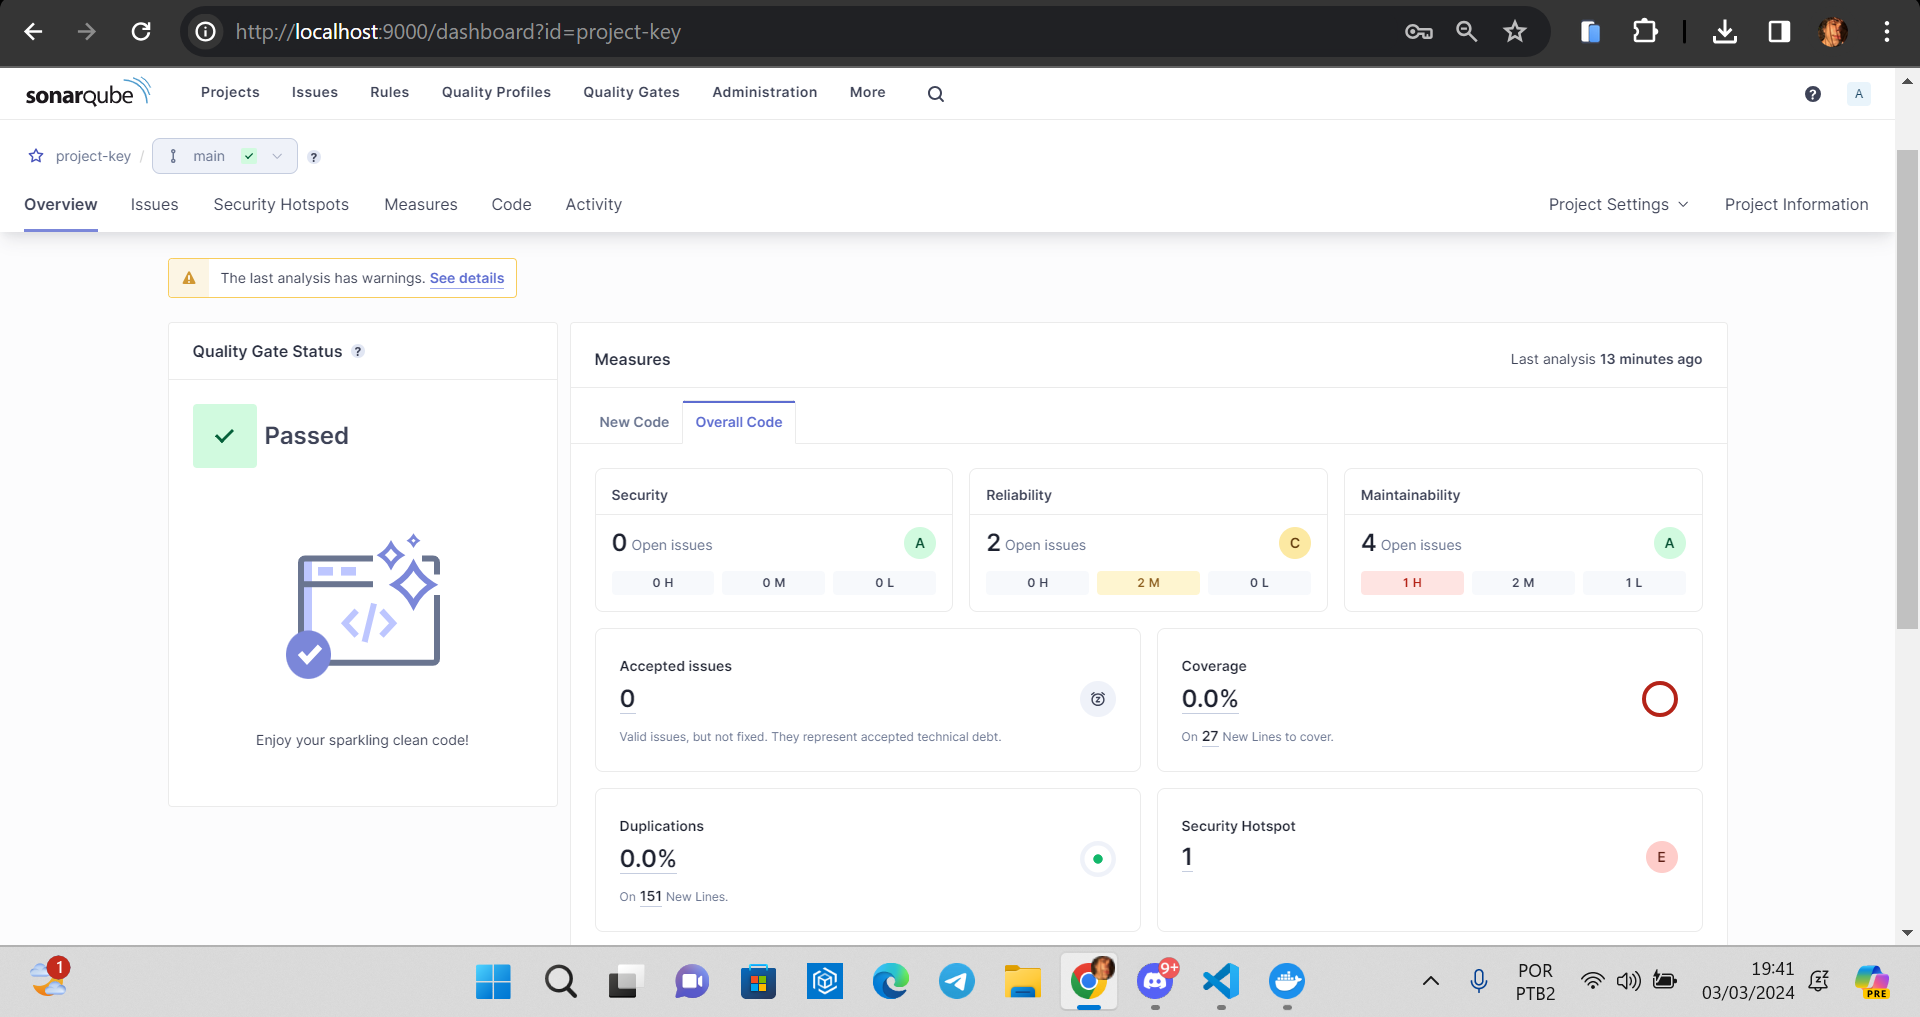 http://localhost:9000/dashboard?id=project-key
sonarqube
Projects Issues Rules Quality Profiles Quality Gates Administration More
? A
project-key / main ?
Overview Issues Security Hotspots Measures Code Activity Project Settings Project Information
The last analysis has warnings. See details
Quality Gate Status ?
Passed
</>
Enjoy your sparkling clean code!
Measures Last analysis 13 minutes ago
New Code Overall Code
Security
0 Open issues A
0 H 0 M 0 L
Reliability
2 Open issues C
0 H 2 M 0 L
Maintainability
4 Open issues A
1 H 2 M 1 L
Accepted issues
0
Valid issues, but not fixed. They represent accepted technical debt.
Coverage
0.0%
On 27 New Lines to cover.
Duplications
0.0%
On 151 New Lines.
Security Hotspot
1 E
1
9+
POR
PTB2
19:41
03/03/2024
PRE